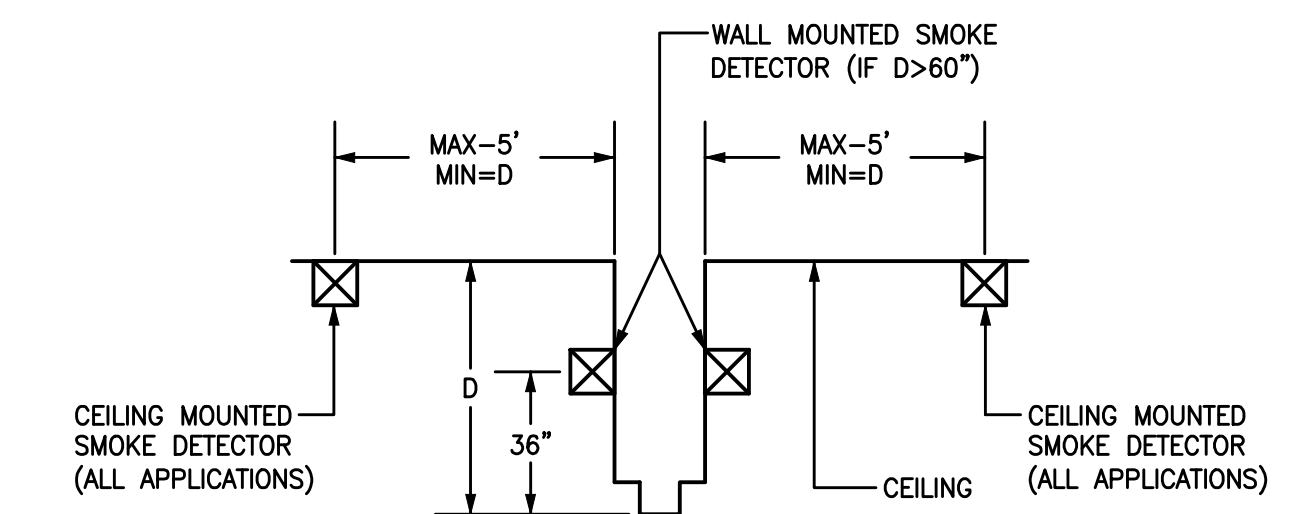 WALL MOUNTED SMOKE
DETECTOR (IF D>60”)
MAX–5’
MIN=D
MAX–5’
MIN=D
D
36”
CEILING MOUNTED
SMOKE DETECTOR
(ALL APPLICATIONS)
CEILING
CEILING MOUNTED
SMOKE DETECTOR
(ALL APPLICATIONS)